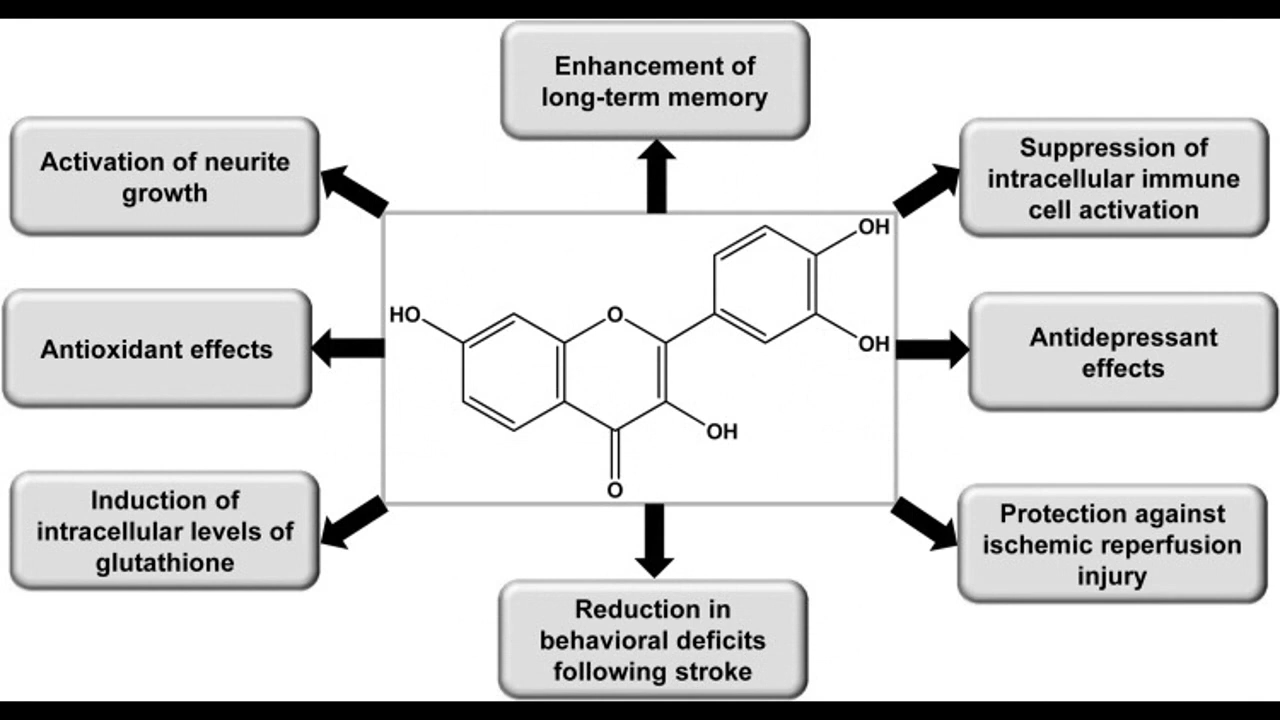 Enhancement of
long-term memory
Activation of neurite
growth
Suppression of
intracellular immune
cell activation
OH
HO
O
OH
Antioxidant effects
Antidepressant
effects
OH
O
Induction of
intracellular levels of
glutathione
Protection against
ischemic reperfusion
injury
Reduction in
behavioral deficits
following stroke